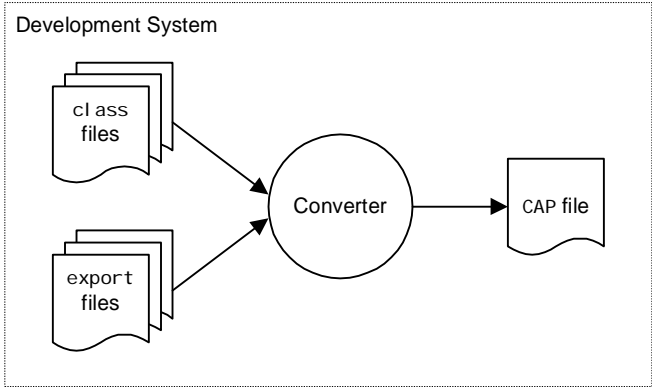 Development System
class
files
Converter
CAP file
export
files